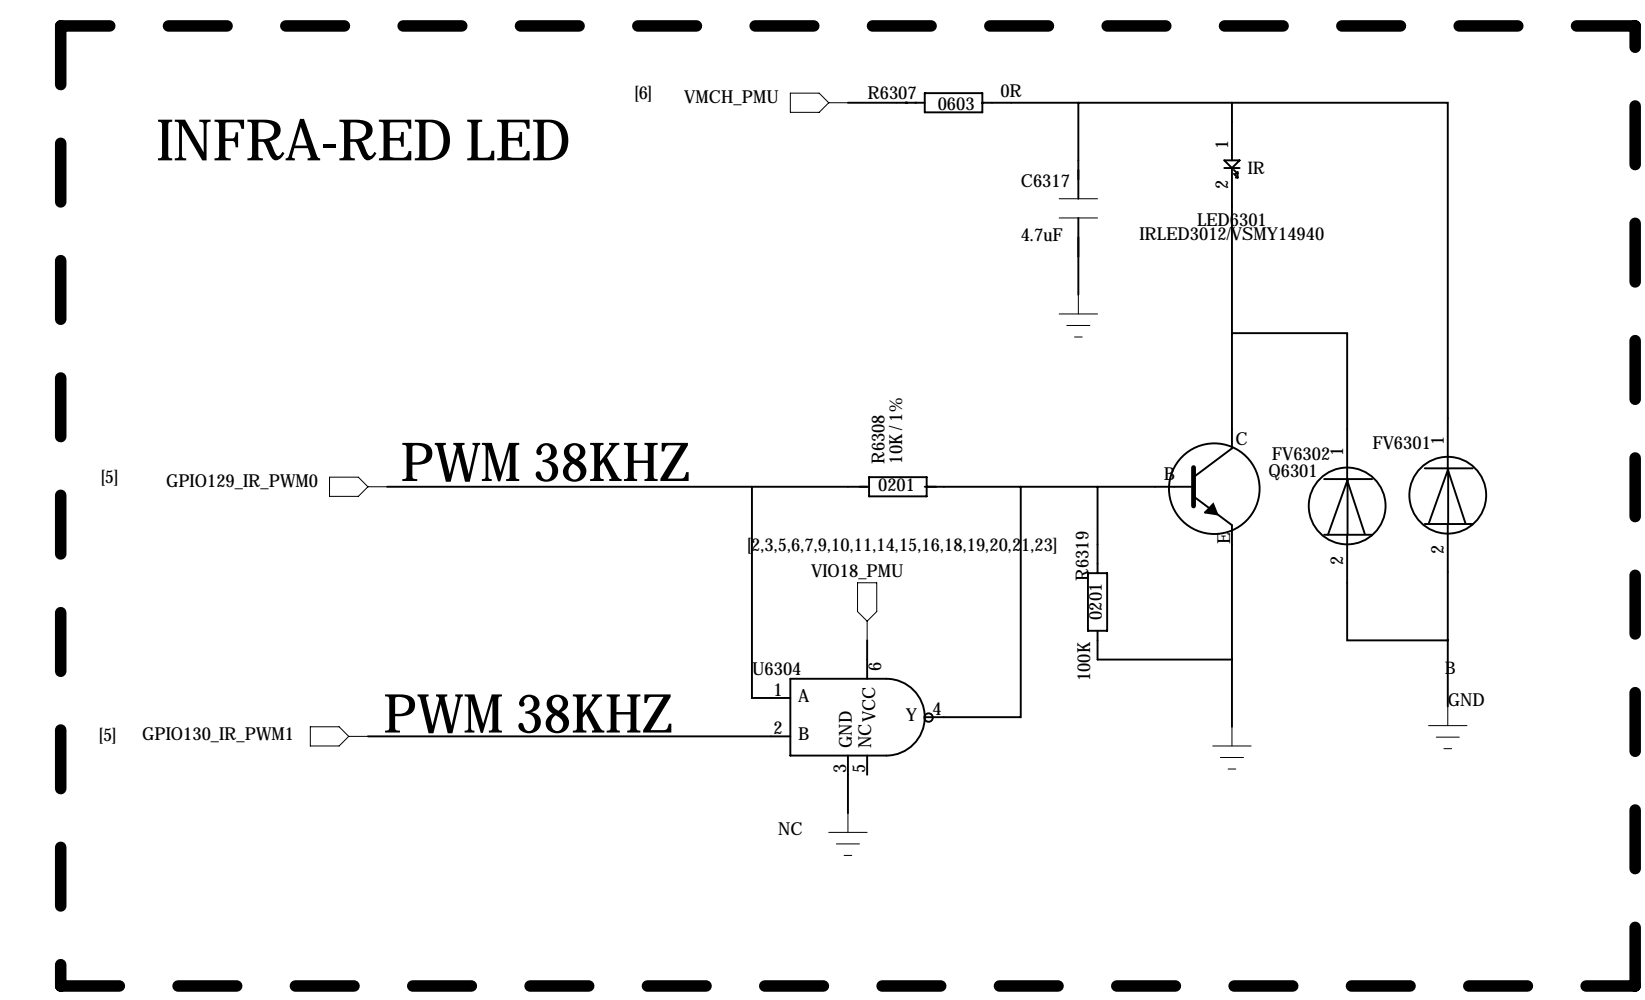 [6] VMCH_PMU R6307 0603 0R
INFRA-RED LED
1
IR
2
C6317
4.7uF
LED6301
IRLED3012/VSMY14940
R6308
10K / 1%
[5] GPIO129_IR_PWM0 PWM 38KHZ 0201
B
C
E
FV6302 1
Q6301
2
FV6301 1
2
[2,3,5,6,7,9,10,11,14,15,16,18,19,20,21,23]
VIO18_PMU
R6319
0201
100K
U6304 6
1 A
VCC
Y 4
[5] GPIO130_IR_PWM1 PWM 38KHZ 2 B
GND
NC
3 5
NC
B
GND